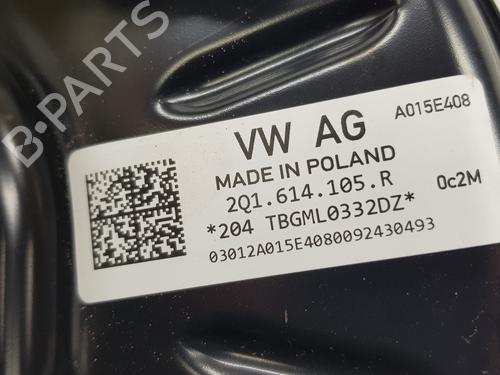 B-PARTS
A015E408
VW AG
MADE IN POLAND
2Q1.614.105.R
0c2M
*204 TBGML0332DZ*
03012A015E4080092430493